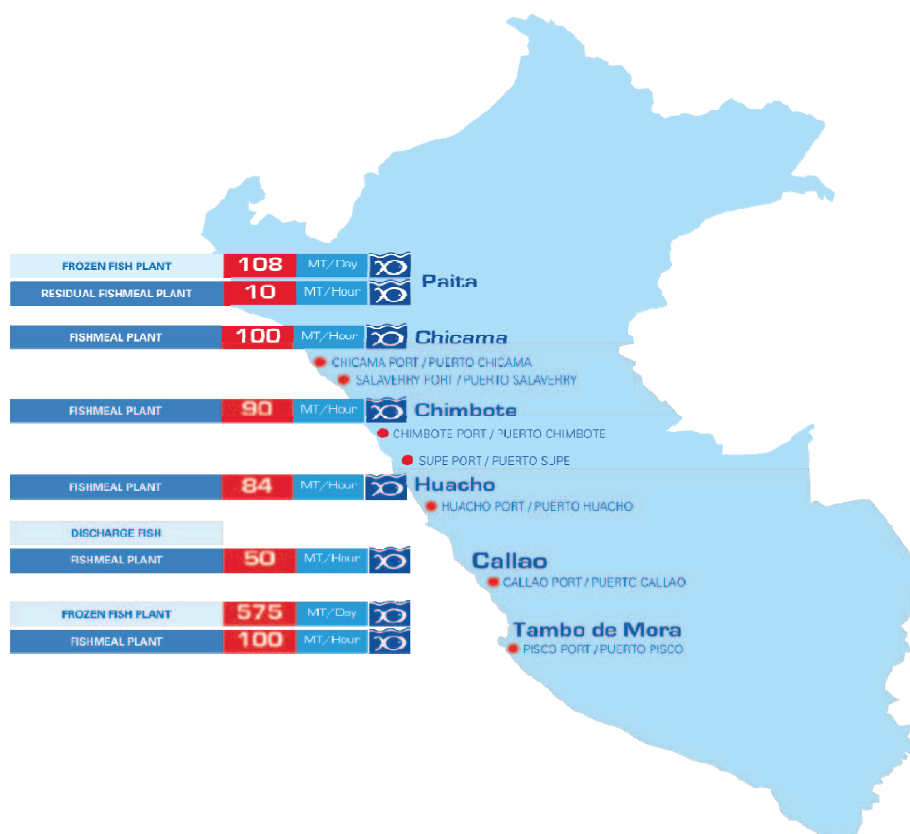 FROZEN FISH PLANT 108 MT/Day
RESIDUAL FISHMEAL PLANT 10 MT/Hour
Paita
FISHMEAL PLANT 100 MT/Hour Chicama
CHICAMA PORT / PUERTO CHICAMA
SALAVERRY PORT / PUERTO SALAVERRY
FISHMEAL PLANT 90 MT/Hour Chimbote
CHIMBOTE PORT / PUERTO CHIMBOTE
SUPE PORT / PUERTO SUPE
FISHMEAL PLANT 84 MT/Hour Huacho
HUACHO PORT / PUERTO HUACHO
DISCHARGE FISH
FISHMEAL PLANT 50 MT/Hour Callao
CALLAO PORT / PUERTO CALLAO
FROZEN FISH PLANT 575 MT/Day
FISHMEAL PLANT 100 MT/Hour
Tambo de Mora
PISCO PORT / PUERTO PISCO